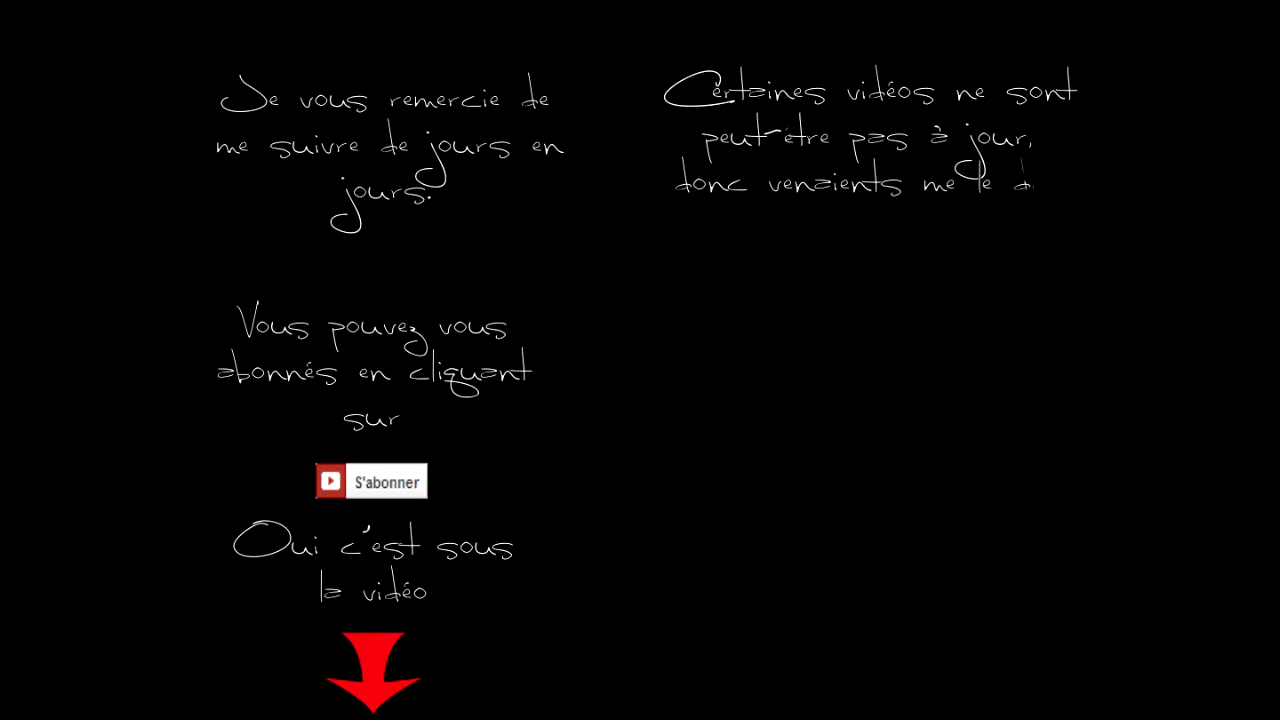 Je vous remercie de
me suivre de jours en
jours.
Vous pouvez vous
abonnés en cliquant
sur
S'abonner
Oui c'est sous
la vidéo
Certaines vidéos ne sont
peut-être pas à jour,
donc venaients me le